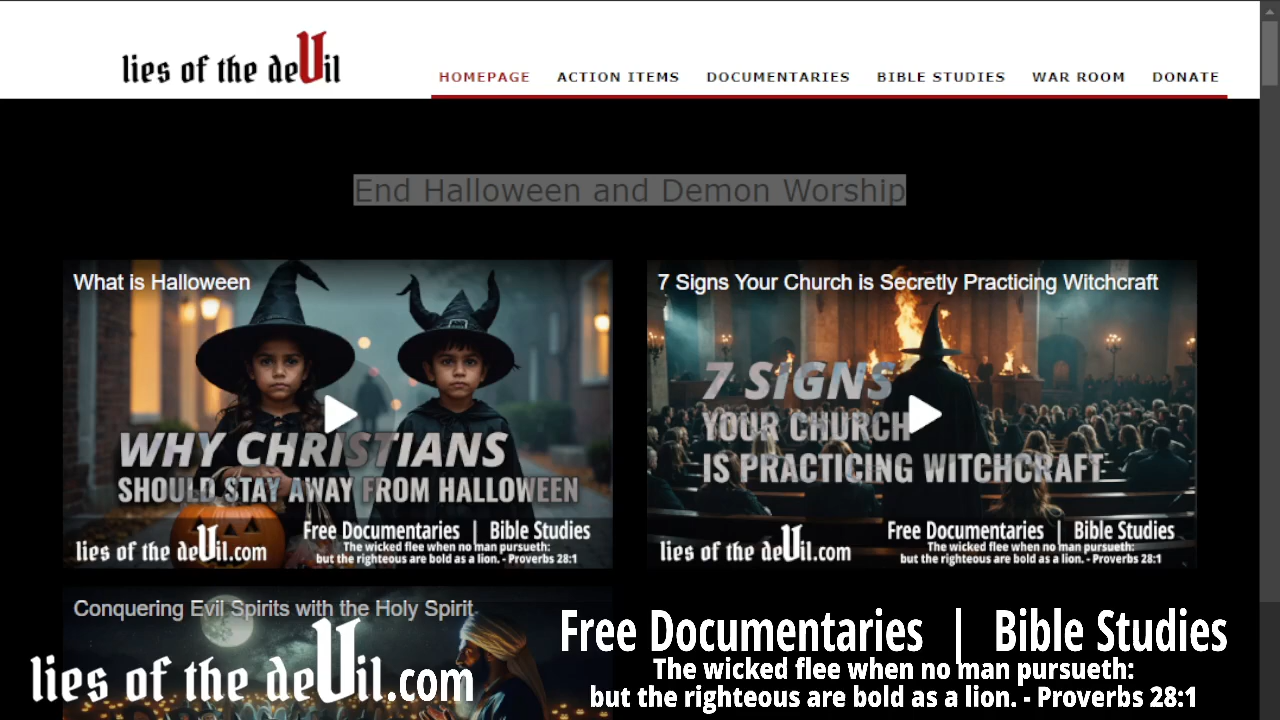 lies of the deVil
HOMEPAGE ACTION ITEMS DOCUMENTARIES BIBLE STUDIES WAR ROOM DONATE
End Halloween and Demon Worship
What is Halloween
WHY CHRISTIANS
SHOULD STAY AWAY FROM HALLOWEEN
Free Documentaries | Bible Studies
lies of the deVil.com
The wicked flee when no man pursueth:
but the righteous are bold as a lion. - Proverbs 28:1
7 Signs Your Church is Secretly Practicing Witchcraft
7 SIGNS
YOUR CHURCH
IS PRACTICING WITCHCRAFT
Free Documentaries | Bible Studies
lies of the deVil.com
The wicked flee when no man pursueth:
but the righteous are bold as a lion. - Proverbs 28:1
Conquering Evil Spirits with the Holy Spirit
lies of the deVil.com
Free Documentaries | Bible Studies
The wicked flee when no man pursueth:
but the righteous are bold as a lion. - Proverbs 28:1